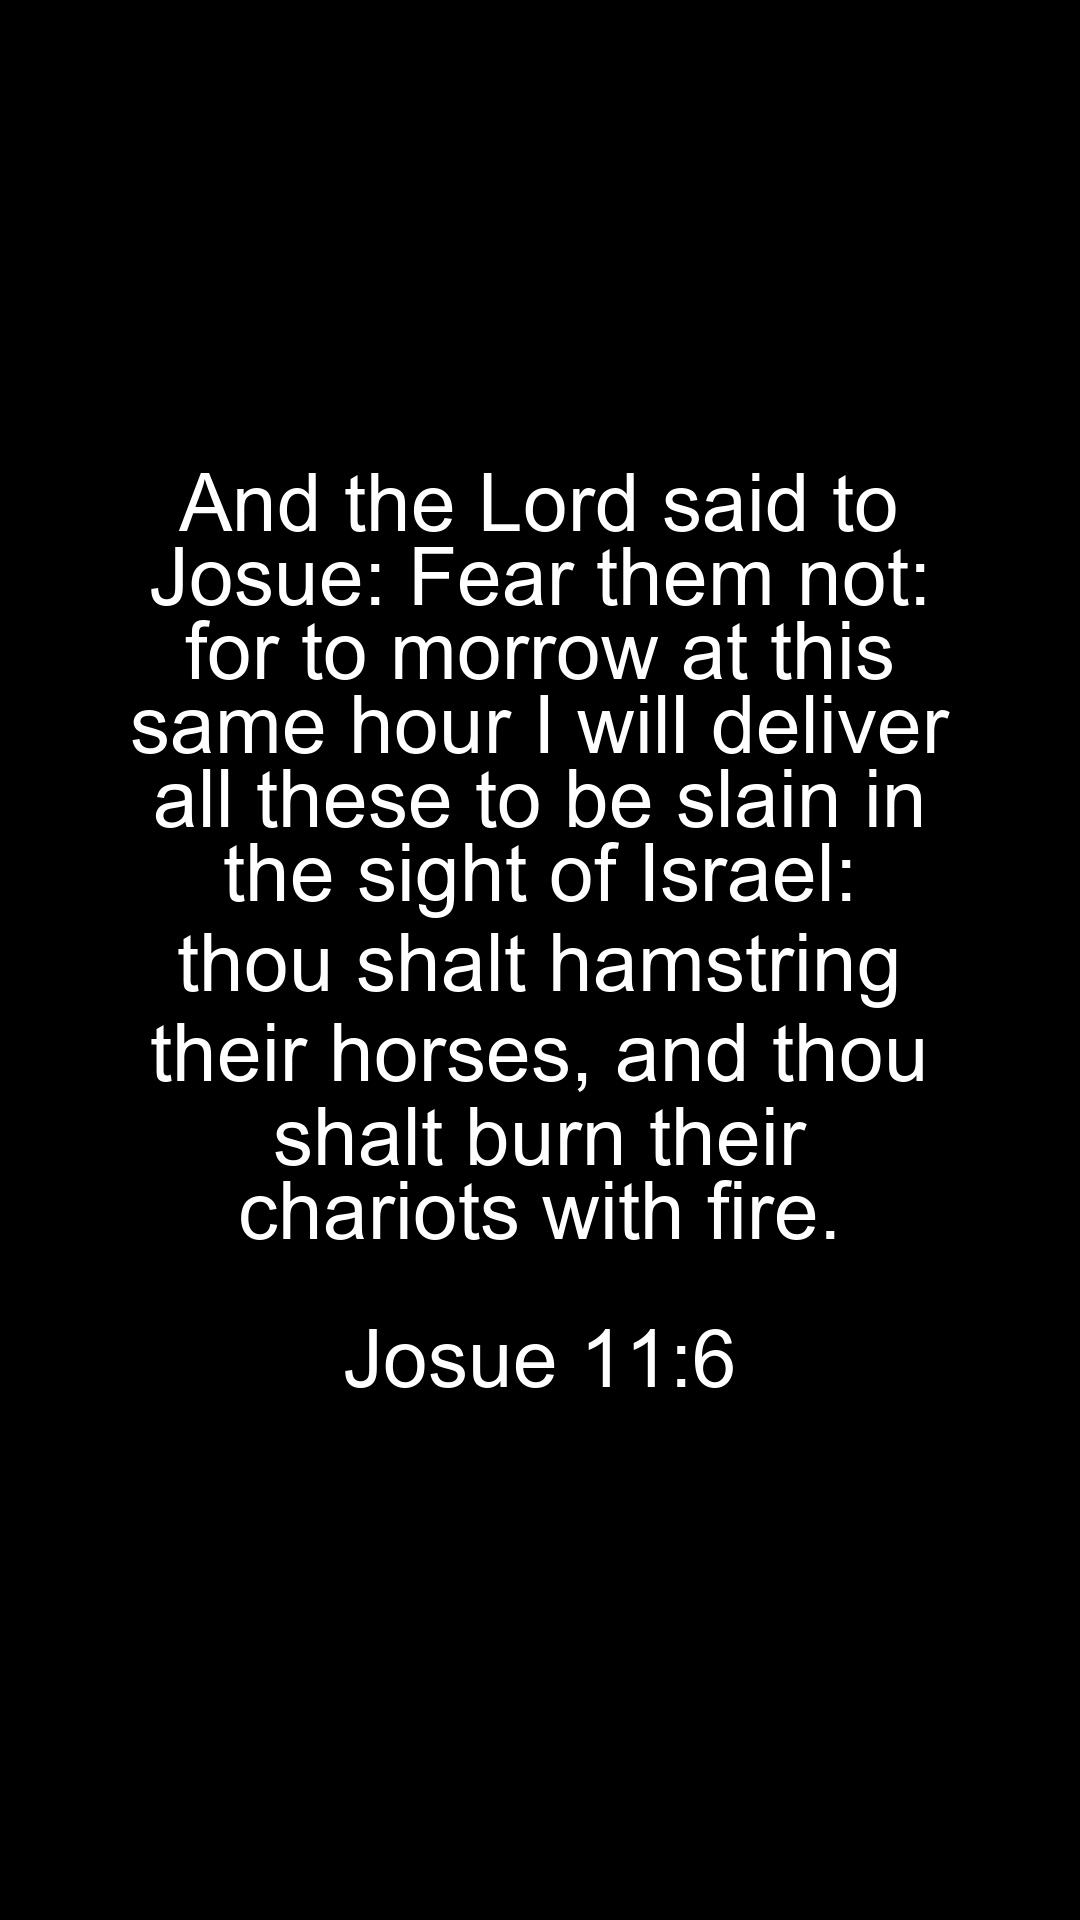 And the Lord said to
Josue: Fear them not:
for to morrow at this
same hour I will deliver
all these to be slain in
the sight of Israel:
thou shalt hamstring
their horses, and thou
shalt burn their
chariots with fire.
Josue 11:6